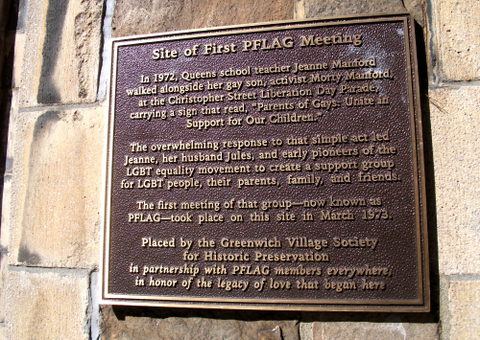 Site of First PFLAG Meeting
In 1972, Queens school teacher Jeanne Manford
walked alongside her gay son, activist Morty Manford,
at the Christopher Street Liberation Day Parade,
carrying a sign that read, "Parents of Gays: Unite in
Support for Our Children."
The overwhelming response to that simple act led
Jeanne, her husband Jules, and early pioneers of the
LGBT equality movement to create a support group
for LGBT people, their parents, family, and friends.
The first meeting of that group—now known as
PFLAG—took place on this site in March 1973.
Placed by the Greenwich Village Society
for Historic Preservation
in partnership with PFLAG members everywhere,
in honor of the legacy of love that began here